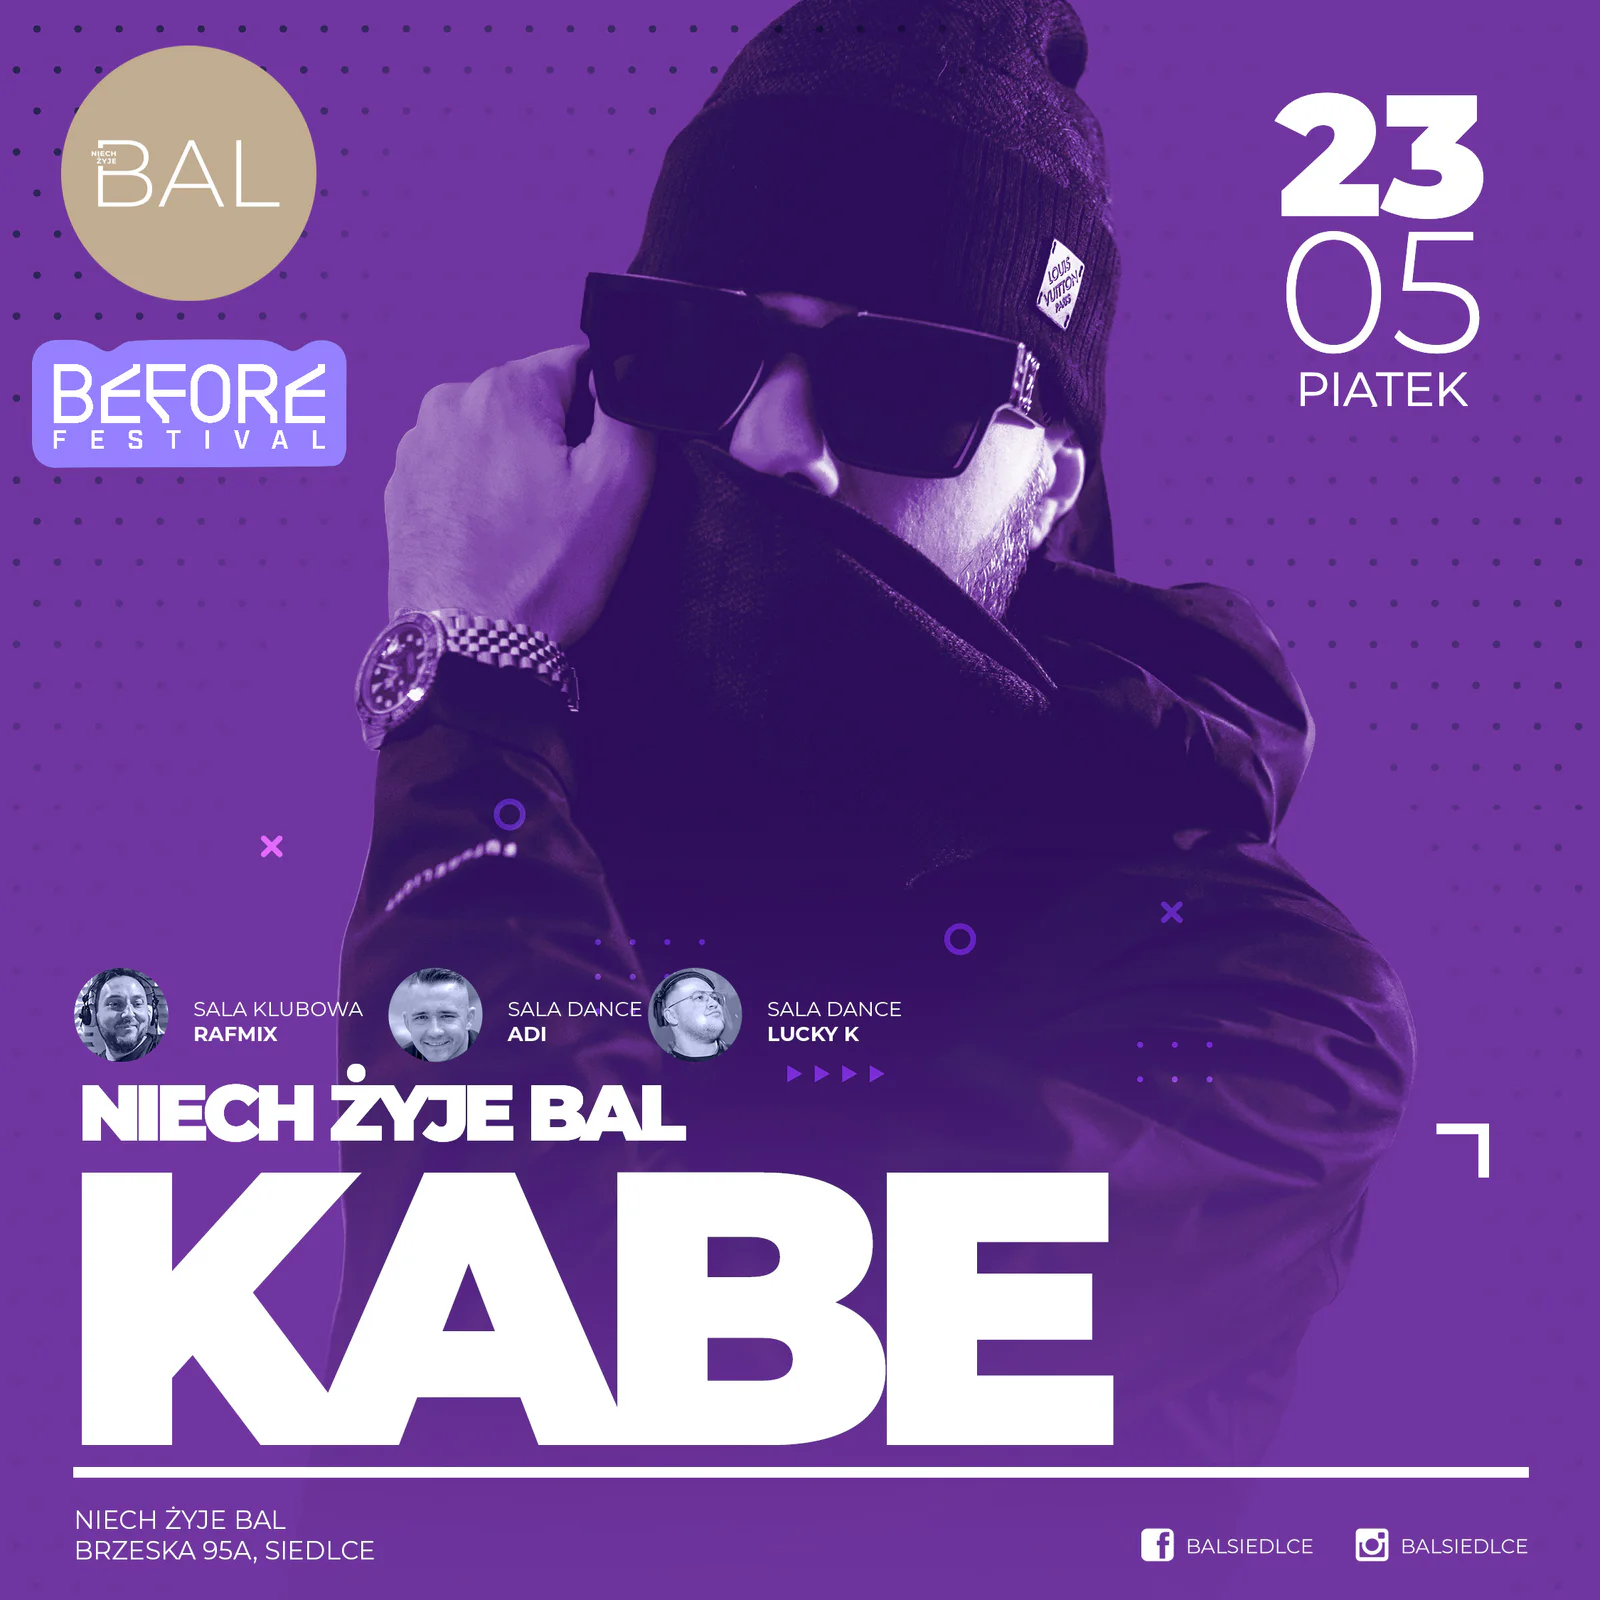 NIECH
ŻYJE
BAL
BEFORE
FESTIVAL
23
05
PIATEK
LOUIS
VUITTON
PARIS
SALA KLUBOWA
RAFMIX
SALA DANCE
ADI
SALA DANCE
LUCKY K
NIECH ŻYJE BAL
KABE
NIECH ŻYJE BAL
BRZESKA 95A, SIEDLCE
BALSIEDLCE
BALSIEDLCE